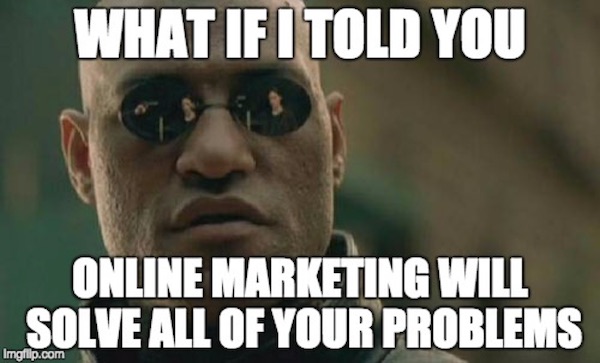 WHAT IF I TOLD YOU
ONLINE MARKETING WILL
SOLVE ALL OF YOUR PROBLEMS
imgflip.com